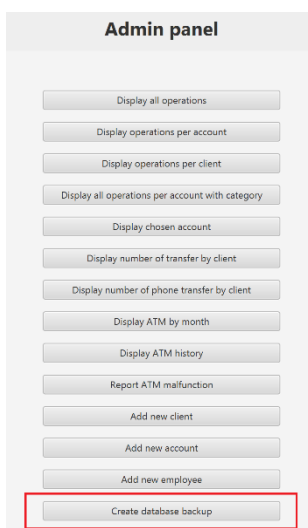 Admin panel
Display all operations
Display operations per account
Display operations per client
Display all operations per account with category
Display chosen account
Display number of transfer by client
Display number of phone transfer by client
Display ATM by month
Display ATM history
Report ATM malfunction
Add new client
Add new account
Add new employee
Create database backup